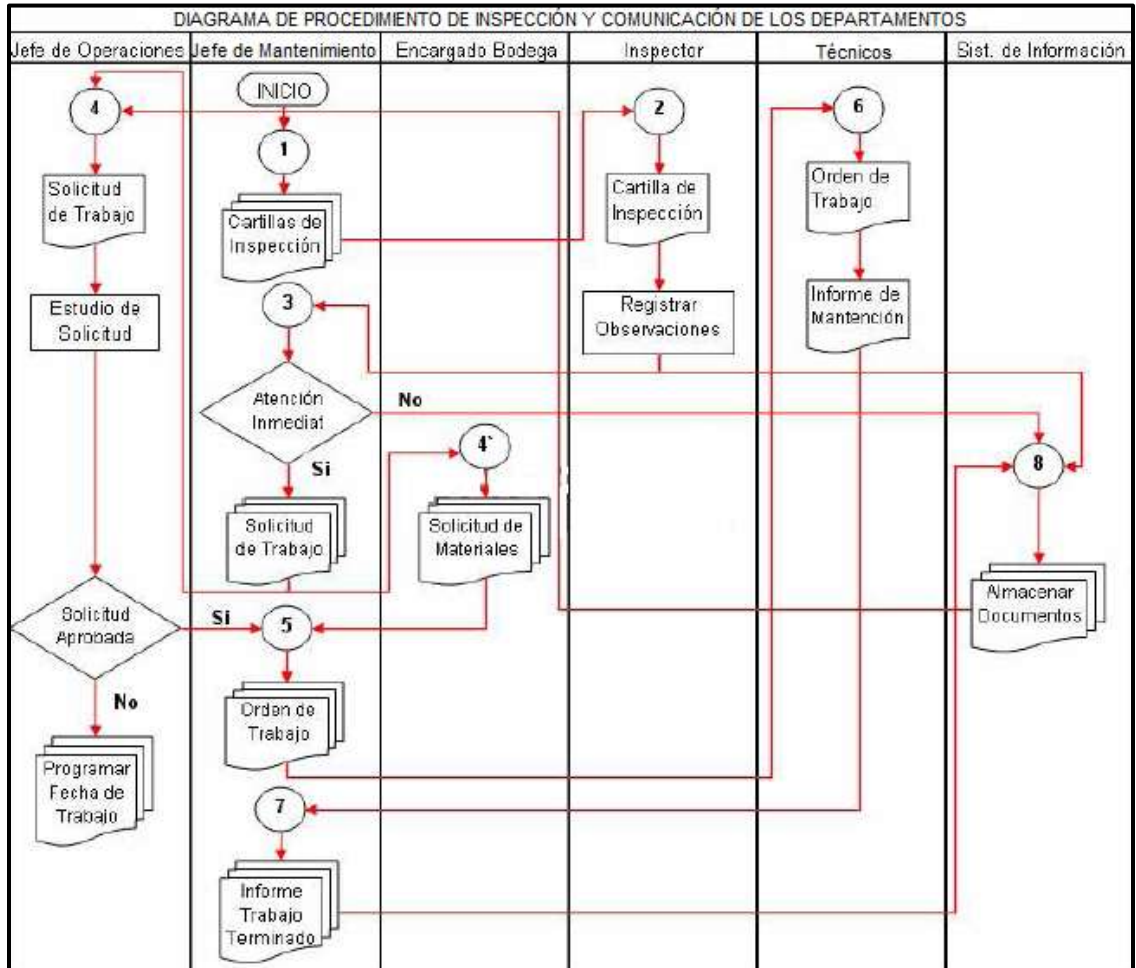 DIAGRAMA DE PROCEDIMIENTO DE INSPECCIÓN Y COMUNICACIÓN DE LOS DEPARTAMENTOS
Jefe de Operaciones
Jefe de Mantenimiento
Encargado Bodega
Inspector
Técnicos
Sist. de Información
4
Solicitud
de Trabajo
Estudio de
Solicitud
Solicitud
Aprobada
Si
No
Programar
Fecha de
Trabajo
INICIO
1
Cartillas de
Inspección
3
Atención
Inmediat
No
Si
Solicitud
de Trabajo
5
Orden de
Trabajo
7
Informe
Trabajo
Terminado
4`
Solicitud de
Materiales
2
Cartilla de
Inspección
Registrar
Observaciones
6
Orden de
Trabajo
Informe de
Mantención
8
Almacenar
Documentos